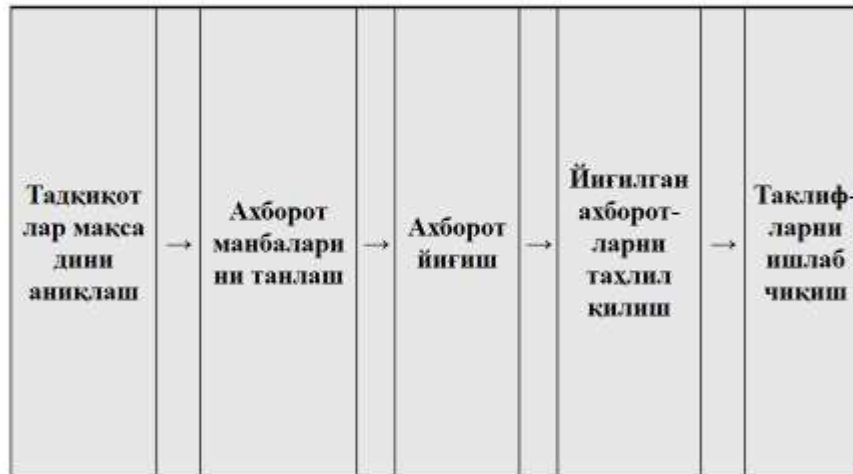 Тадқиқот
лар мақса
дини
аниқлаш
→
Ахборот
манбалари
ни танлаш
→
Ахборот
йиғиш
→
Йиғилган
ахборот-
ларни
таҳлил
қилиш
→
Таклиф-
ларни
ишлаб
чиқиш